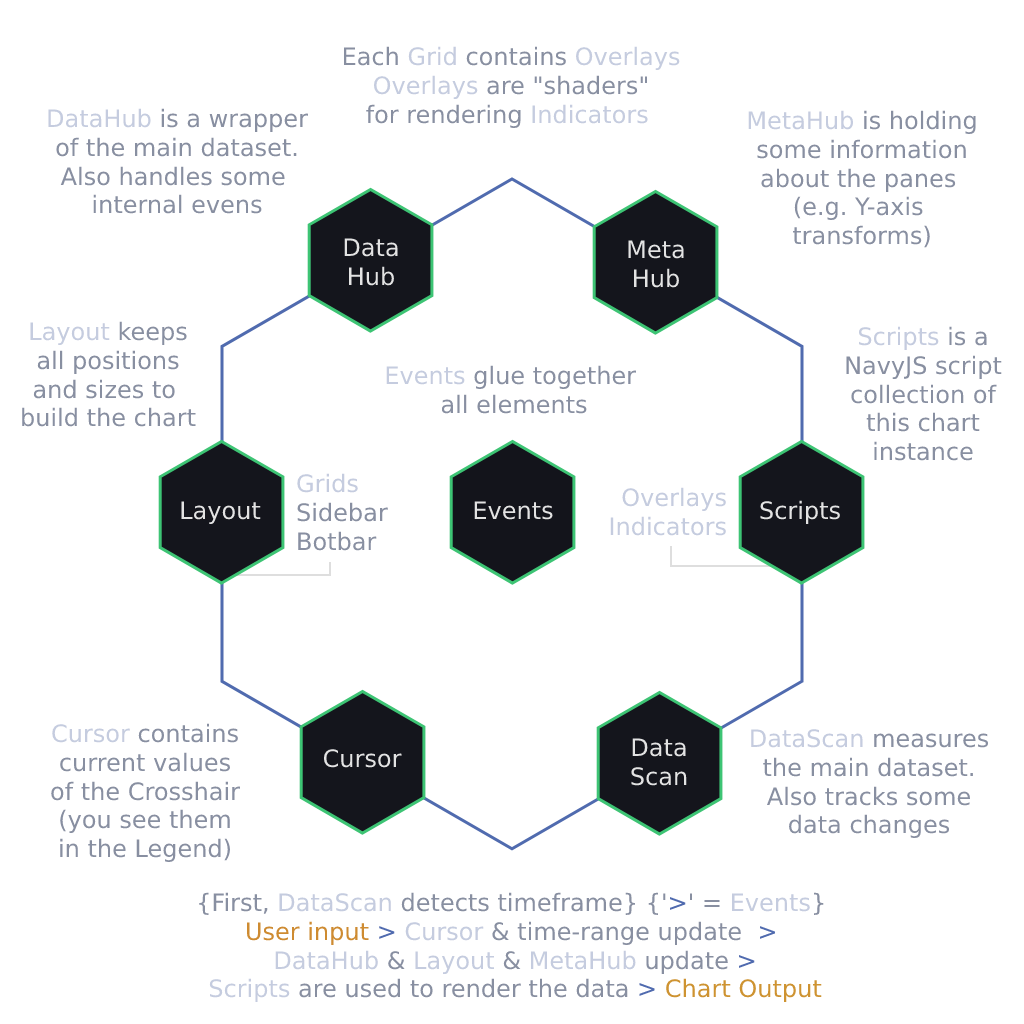 Each Grid contains Overlays
Overlays are "shaders"
for rendering Indicators
DataHub is a wrapper
of the main dataset.
Also handles some
internal evens
MetaHub is holding
some information
about the panes
(e.g. Y-axis
transforms)
Data
Hub
Meta
Hub
Layout keeps
all positions
and sizes to
build the chart
Events glue together
all elements
Scripts is a
NavyJS script
collection of
this chart
instance
Layout
Grids
Sidebar
Botbar
Events
Overlays
Indicators
Scripts
Cursor contains
current values
of the Crosshair
(you see them
in the Legend)
Cursor
Data
Scan
DataScan measures
the main dataset.
Also tracks some
data changes
{First, DataScan detects timeframe} {'>' = Events}
User input > Cursor & time-range update >
DataHub & Layout & MetaHub update >
Scripts are used to render the data > Chart Output